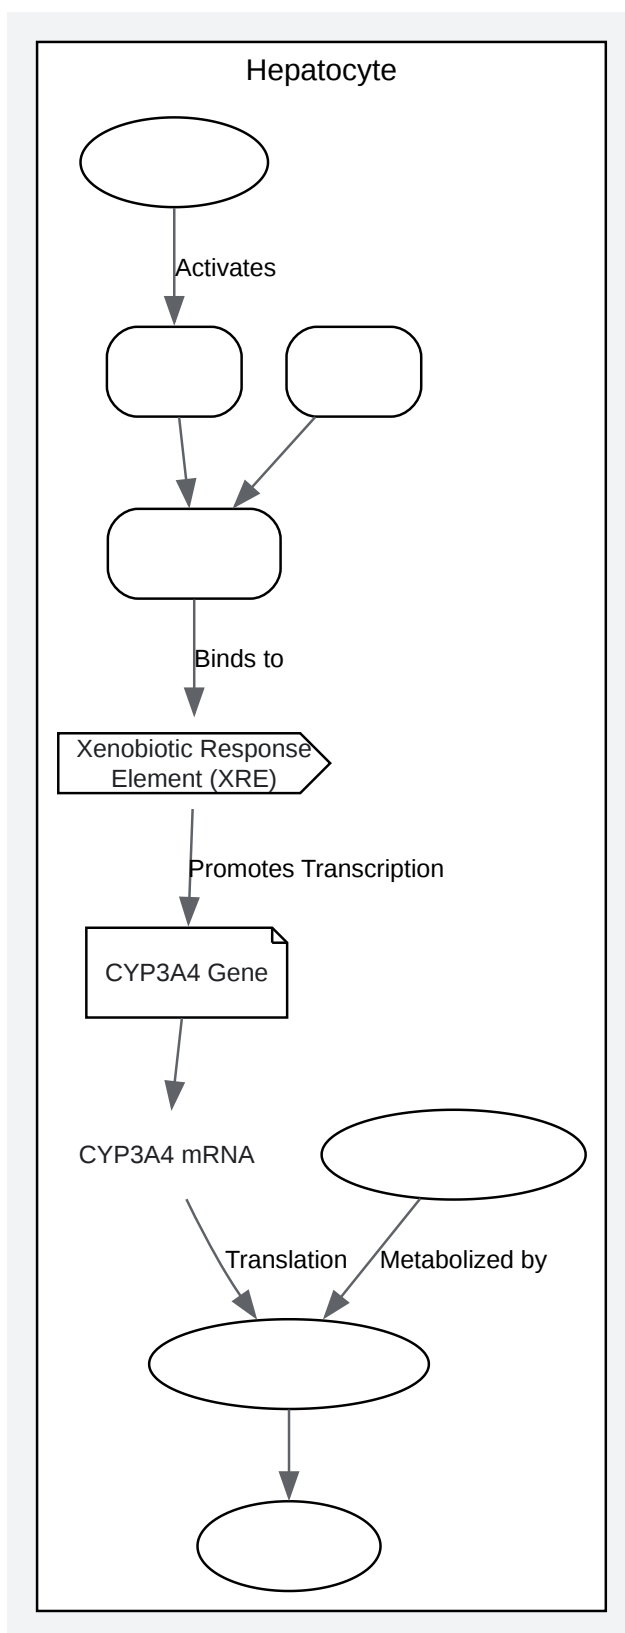 Hepatocyte
Activates
Binds to
Xenobiotic Response
Element (XRE)
Promotes Transcription
CYP3A4 Gene
CYP3A4 mRNA
Translation
Metabolized by